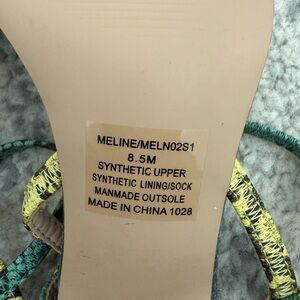 MELINE/MELN02S1
8.5M
SYNTHETIC UPPER
SYNTHETIC LINING/SOCK
MANMADE OUTSOLE
MADE IN CHINA 1028